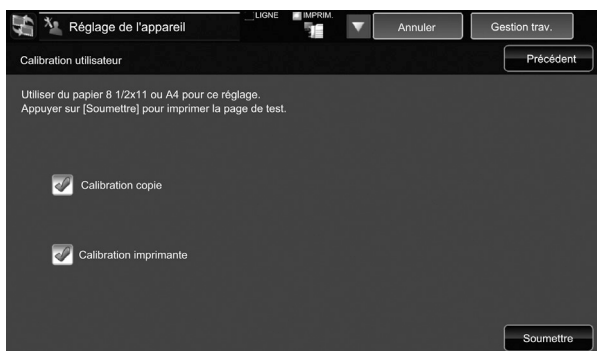 Réglage de l'appareil
LIGNE
IMPRIM.
Annuler
Gestion trav.
Calibration utilisateur
Précédent
Utiliser du papier 8 1/2x11 ou A4 pour ce réglage.
Appuyer sur [Soumettre] pour imprimer la page de test.
Calibration copie
Calibration imprimante
Soumettre